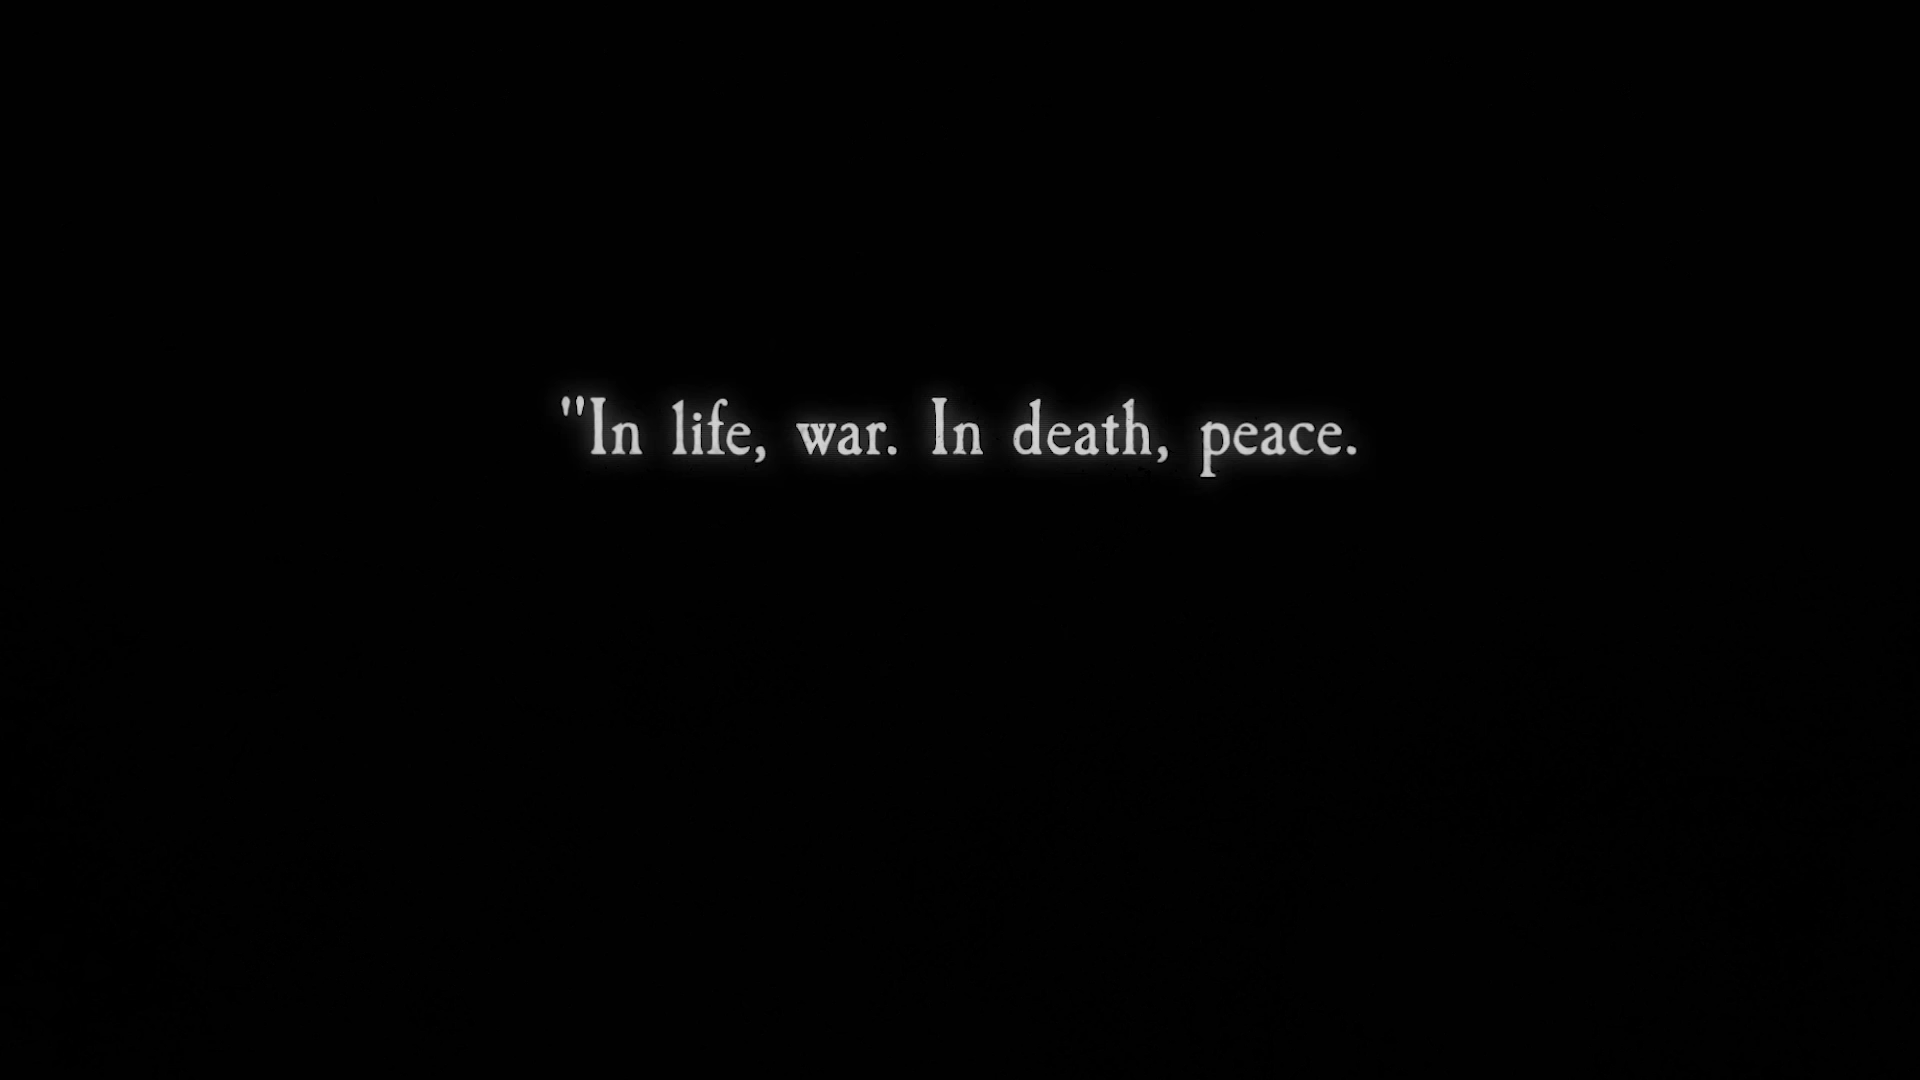 "In life, war. In death, peace.